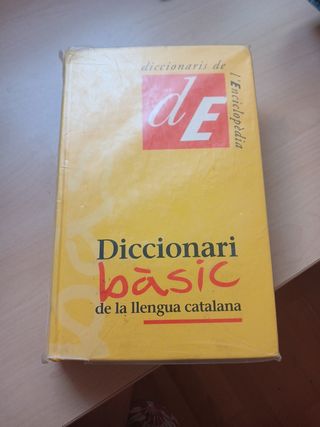 diccionaris de
l'Enciclopèdia
dE
Diccionari
bàsic
de la llengua catalana